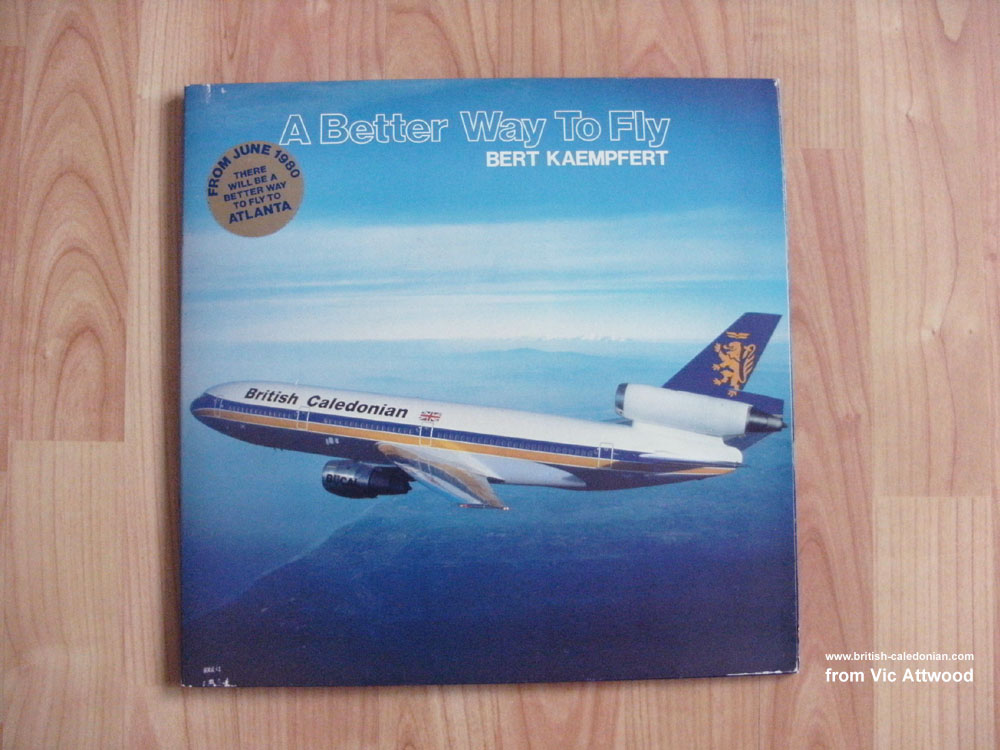 A Better Way To Fly
BERT KAEMPFERT
FROM JUNE 1980
THERE
WILL BE A
BETTER WAY
TO FLY TO
ATLANTA
British Caledonian
www.british-caledonian.com
from Vic Attwood